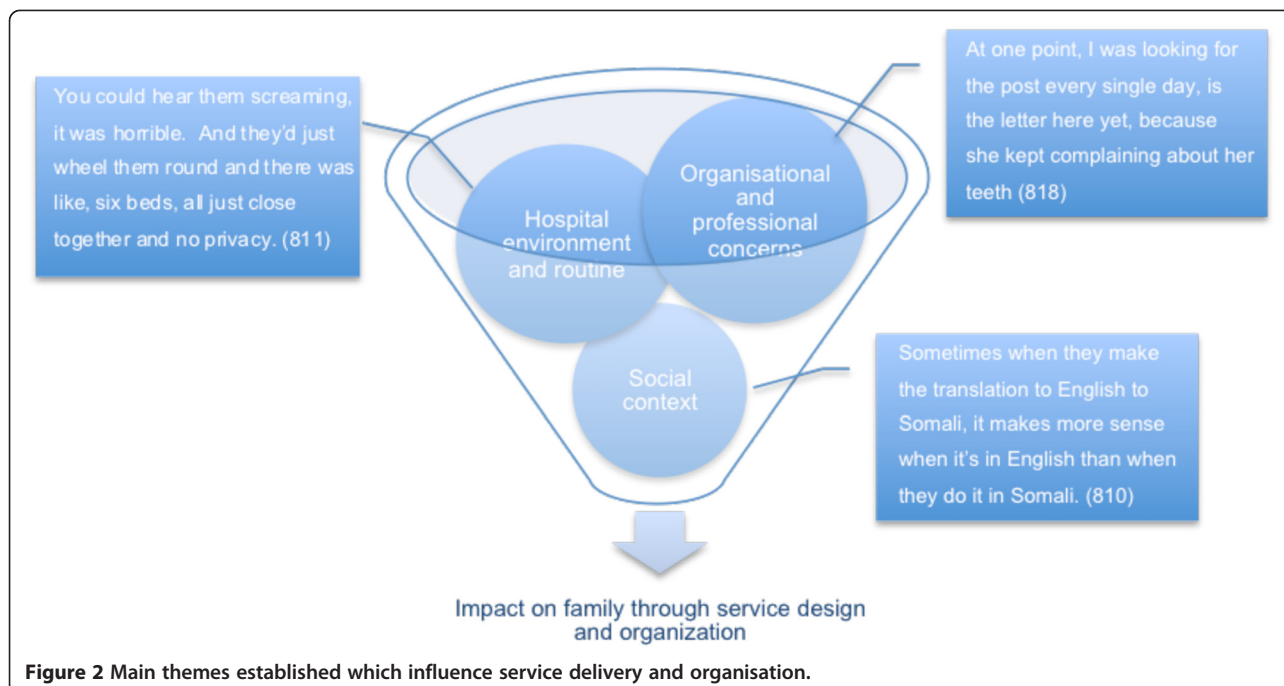 You could hear them screaming,
it was horrible. And they'd just
wheel them round and there was
like, six beds, all just close
together and no privacy. (811)
At one point, I was looking for
the post every single day, is
the letter here yet, because
she kept complaining about her
teeth (818)
Hospital
environment
and routine
Organisational
and
professional
concerns
Social
context
Sometimes when they make
the translation to English to
Somali, it makes more sense
when it's in English than when
they do it in Somali. (810)
Impact on family through service design
and organization
Figure 2 Main themes established which influence service delivery and organisation.